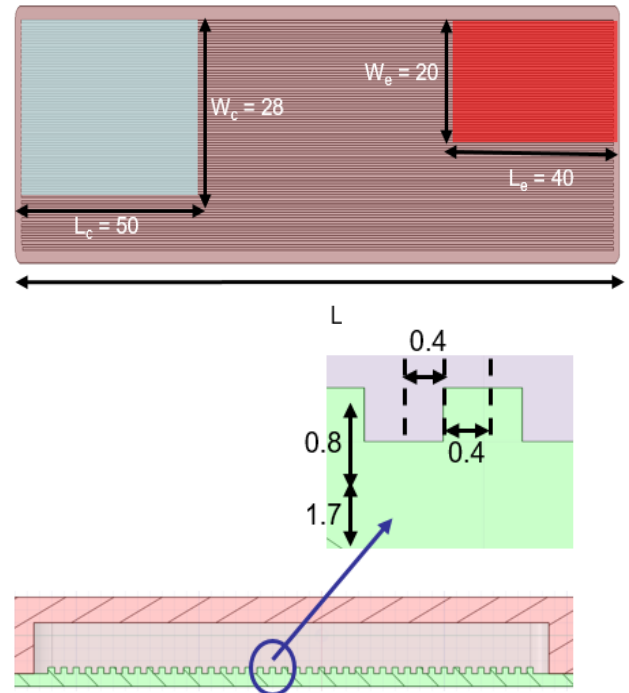 W_e = 20
W_c = 28
L_e = 40
L_c = 50
L
0.4
0.8
0.4
1.7